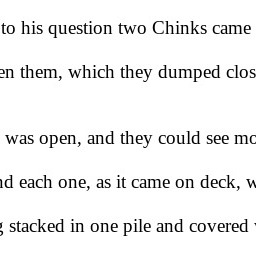 to his question two Chinks came
en them, which they dumped clos
was open, and they could see mo
nd each one, as it came on deck, w
g stacked in one pile and covered